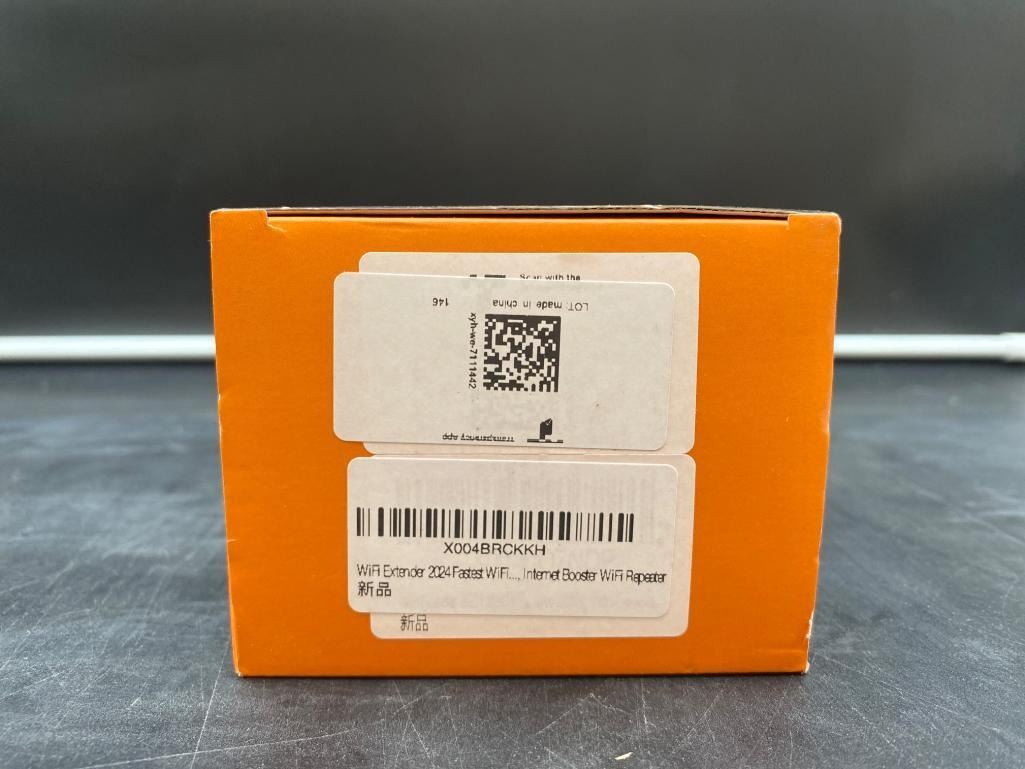 Scan with the
LOT: made in china
146
xyh-we-7111442
Transparency App
X004BRCKKH
WiFi Extender 2024 Fastest WiFi..., Internet Booster WiFi Repeater
新品
新品